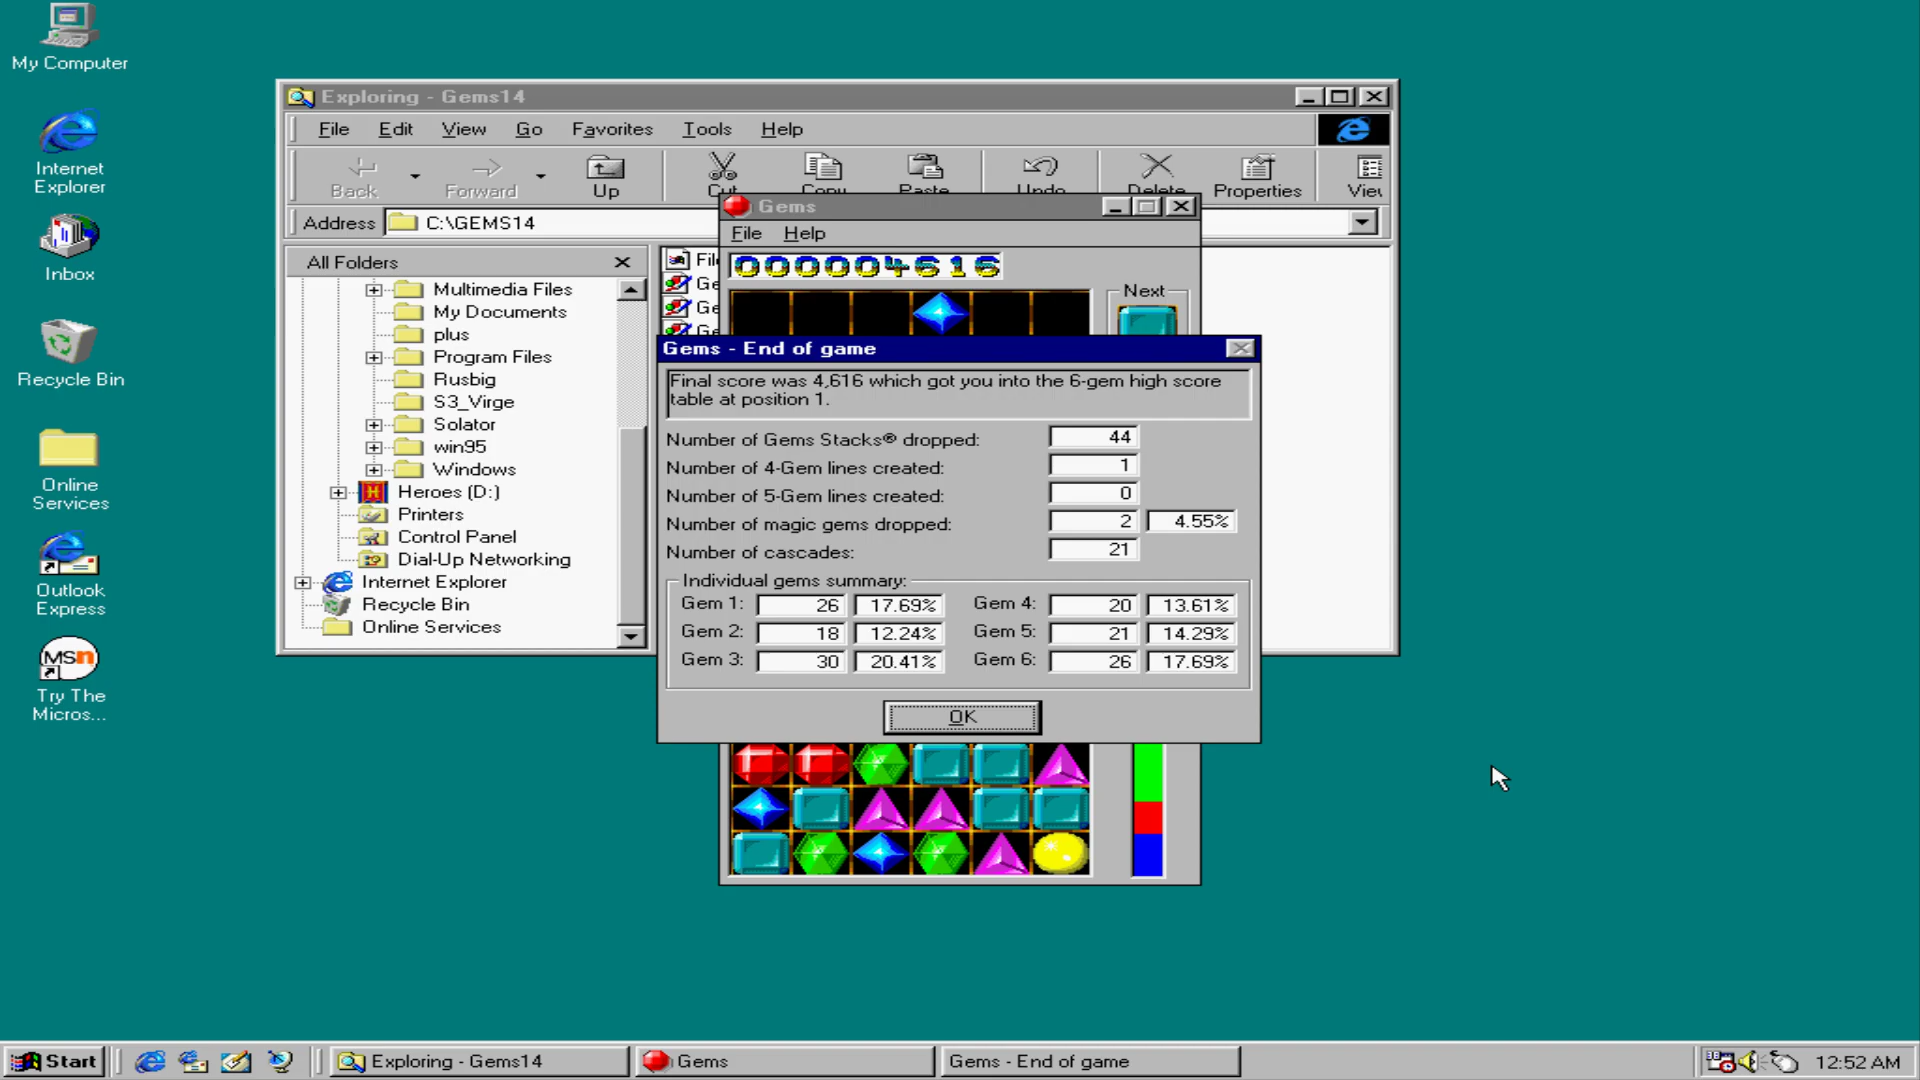 My Computer
Internet
Explorer
Inbox
Recycle Bin
Online
Services
Outlook
Express
MSN
Try The
Micros...
Exploring - Gems14
File Edit View Go Favorites Tools Help
Back Forward Up Cut Copy Paste Undo Delete Properties
Address C:\GEMS14
All Folders
Multimedia Files
My Documents
plus
Program Files
Rusbig
S3_Virge
Solator
win95
Windows
Heroes (D:)
Printers
Control Panel
Dial-Up Networking
Internet Explorer
Recycle Bin
Online Services
Gems
File Help
000004616
Next
Gems - End of game
Final score was 4,616 which got you into the 6-gem high score
table at position 1.
Number of Gems Stacks® dropped: 44
Number of 4-Gem lines created: 1
Number of 5-Gem lines created: 0
Number of magic gems dropped: 2 4.55%
Number of cascades: 21
Individual gems summary:
Gem 1: 26 17.69% Gem 4: 20 13.61%
Gem 2: 18 12.24% Gem 5: 21 14.29%
Gem 3: 30 20.41% Gem 6: 26 17.69%
OK
Start Exploring - Gems14 Gems Gems - End of game 12:52 AM